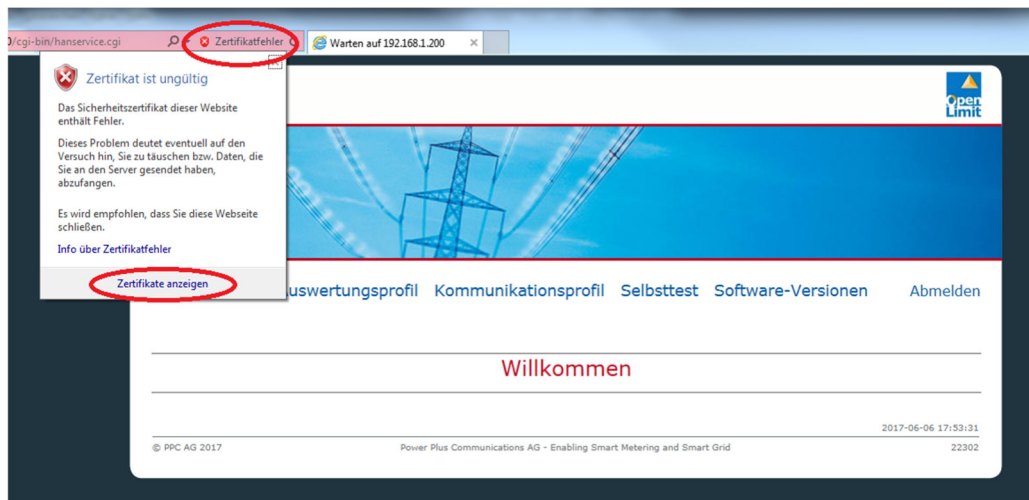 /cgi-bin/hanservice.cgi
Zertifikatfehler
Warten auf 192.168.1.200
Zertifikat ist ungültig
Das Sicherheitszertifikat dieser Website
enthält Fehler.
Dieses Problem deutet eventuell auf den
Versuch hin, Sie zu täuschen bzw. Daten, die
Sie an den Server gesendet haben,
abzufangen.
Es wird empfohlen, dass Sie diese Webseite
schließen.
Info über Zertifikatfehler
Zertifikate anzeigen
Open
Limit
uswertungsprofil Kommunikationsprofil Selbsttest Software-Versionen Abmelden
Willkommen
2017-06-06 17:53:31
© PPC AG 2017 Power Plus Communications AG - Enabling Smart Metering and Smart Grid 22302